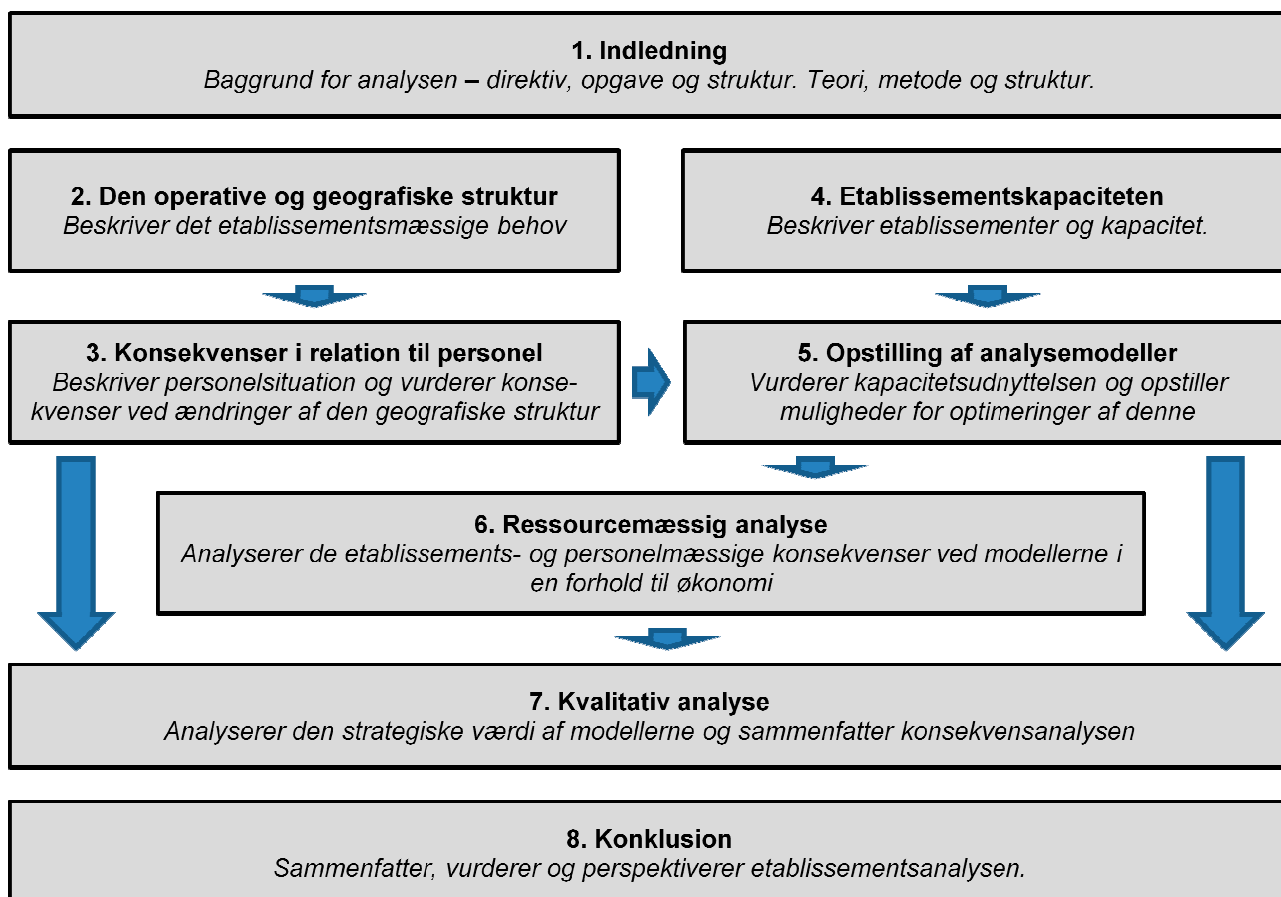 1. Indledning
Baggrund for analysen – direktiv, opgave og struktur. Teori, metode og struktur.
2. Den operative og geografiske struktur
Beskriver det etablissementsmæssige behov
4. Etablissementskapaciteten
Beskriver etablissementer og kapacitet.
3. Konsekvenser i relation til personel
Beskriver personelsituation og vurderer konse-
kvenser ved ændringer af den geografiske struktur
5. Opstilling af analysemodeller
Vurderer kapacitetsudnyttelsen og opstiller
muligheder for optimeringer af denne
6. Ressourcemæssig analyse
Analyserer de etablissements- og personelmæssige konsekvenser ved modellerne i
en forhold til økonomi
7. Kvalitativ analyse
Analyserer den strategiske værdi af modellerne og sammenfatter konsekvensanalysen
8. Konklusion
Sammenfatter, vurderer og perspektiverer etablissementsanalysen.